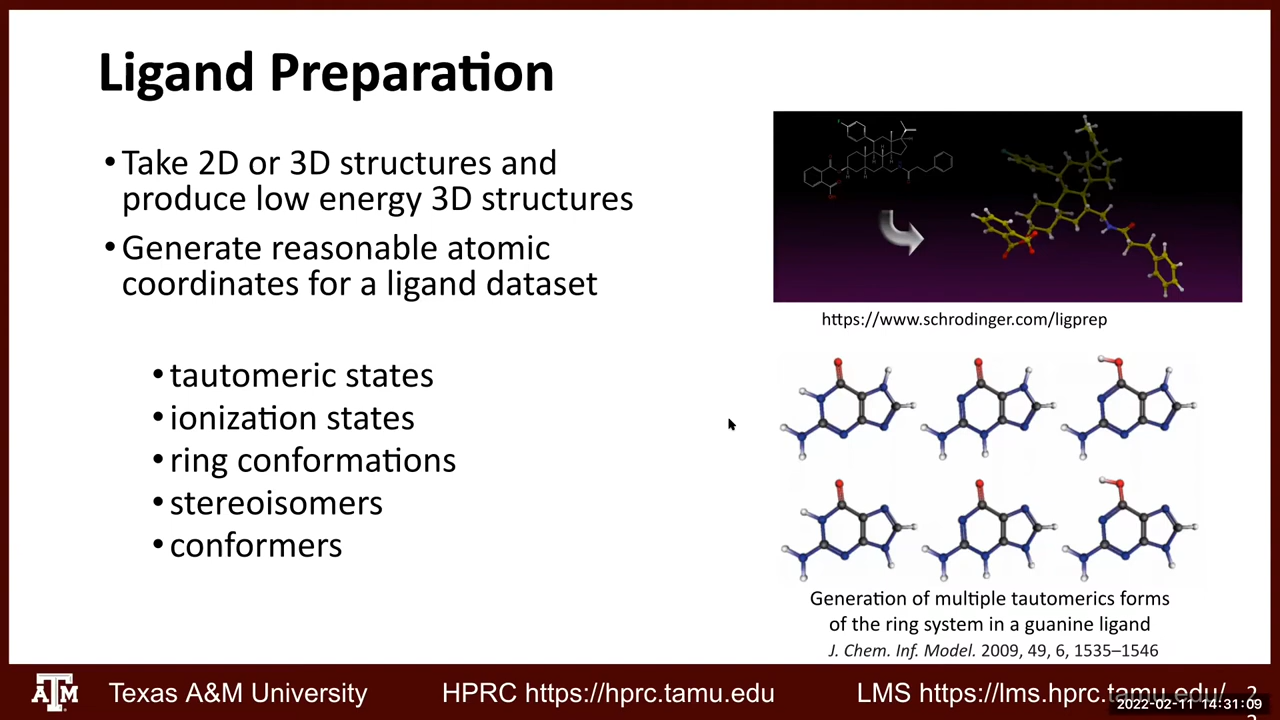 Ligand Preparation
• Take 2D or 3D structures and
produce low energy 3D structures
• Generate reasonable atomic
coordinates for a ligand dataset
• tautomeric states
• ionization states
• ring conformations
• stereoisomers
• conformers
https://www.schrodinger.com/ligprep
Generation of multiple tautomerics forms
of the ring system in a guanine ligand
J. Chem. Inf. Model. 2009, 49, 6, 1535–1546
ATM Texas A&M University HPRC https://hprc.tamu.edu LMS https://lms.hprc.tamu.edu/
2022-02-11 14:31:09